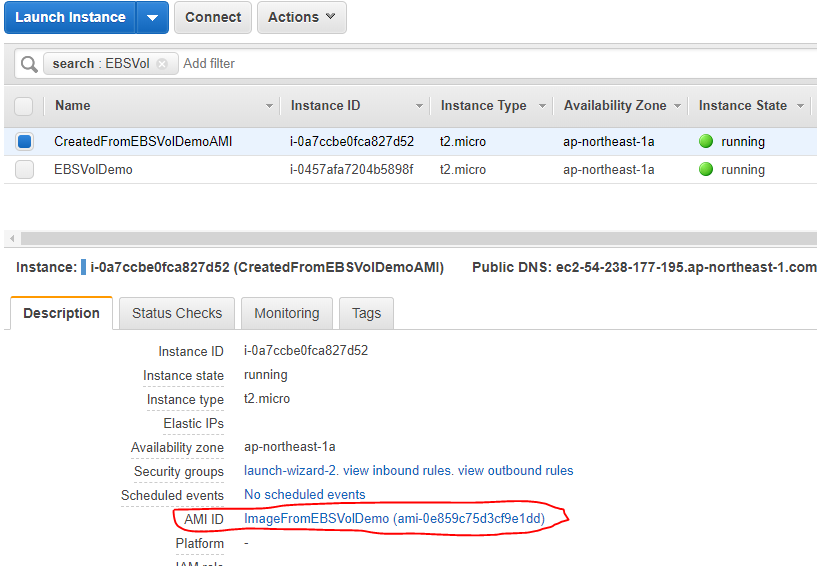 Launch Instance Connect Actions
search : EBSVol Add filter
Name Instance ID Instance Type Availability Zone Instance State
CreatedFromEBSVolDemoAMI i-0a7ccbe0fca827d52 t2.micro ap-northeast-1a running
EBSVolDemo i-0457afa7204b5898f t2.micro ap-northeast-1a running
Instance: i-0a7ccbe0fca827d52 (CreatedFromEBSVolDemoAMI) Public DNS: ec2-54-238-177-195.ap-northeast-1.com
Description Status Checks Monitoring Tags
Instance ID i-0a7ccbe0fca827d52
Instance state running
Instance type t2.micro
Elastic IPs
Availability zone ap-northeast-1a
Security groups launch-wizard-2. view inbound rules. view outbound rules
Scheduled events No scheduled events
AMI ID ImageFromEBSVolDemo (ami-0e859c75d3cf9e1dd)
Platform -
IAM role